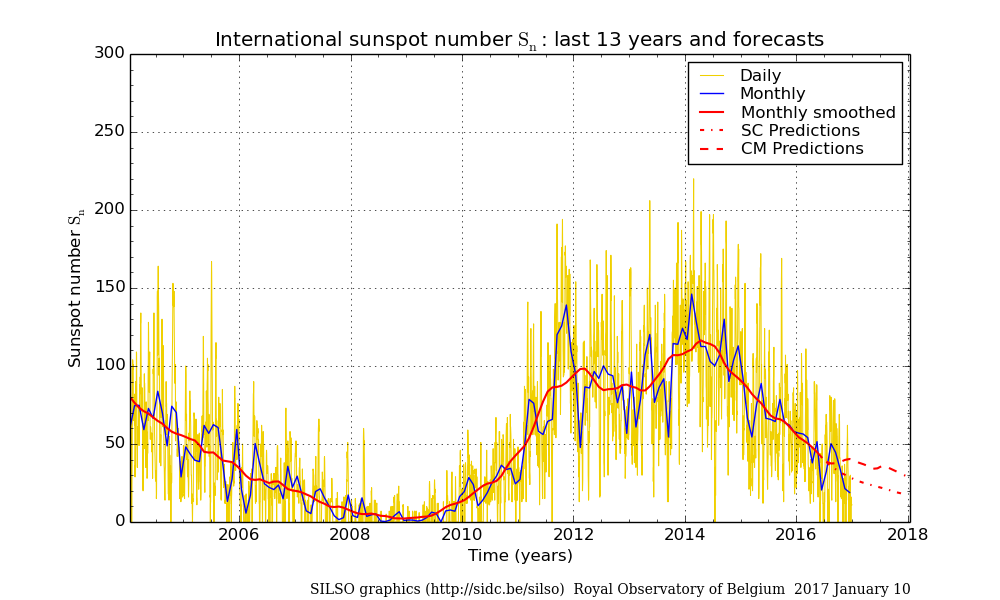 International sunspot number Sn : last 13 years and forecasts
300
250
200
150
100
50
0
Sunspot number Sn
Daily
Monthly
Monthly smoothed
SC Predictions
CM Predictions
2006
2008
2010
2012
2014
2016
2018
Time (years)
SILSO graphics (http://sidc.be/silso) Royal Observatory of Belgium 2017 January 10